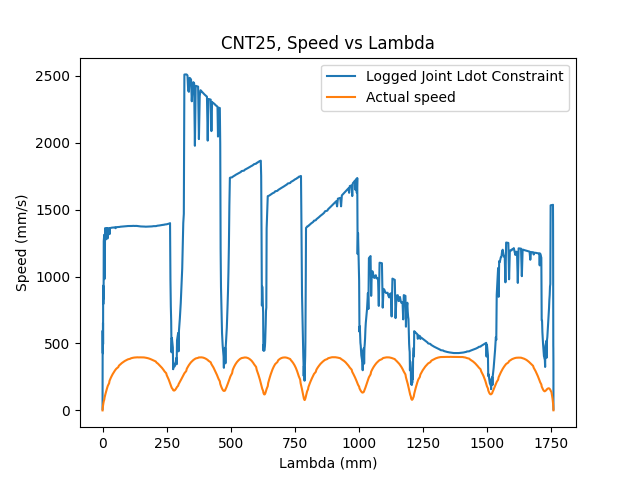 CNT25, Speed vs Lambda
Logged Joint Ldot Constraint
Actual speed
Speed (mm/s)
2500
2000
1500
1000
500
0
0
250
500
750
1000
1250
1500
1750
Lambda (mm)